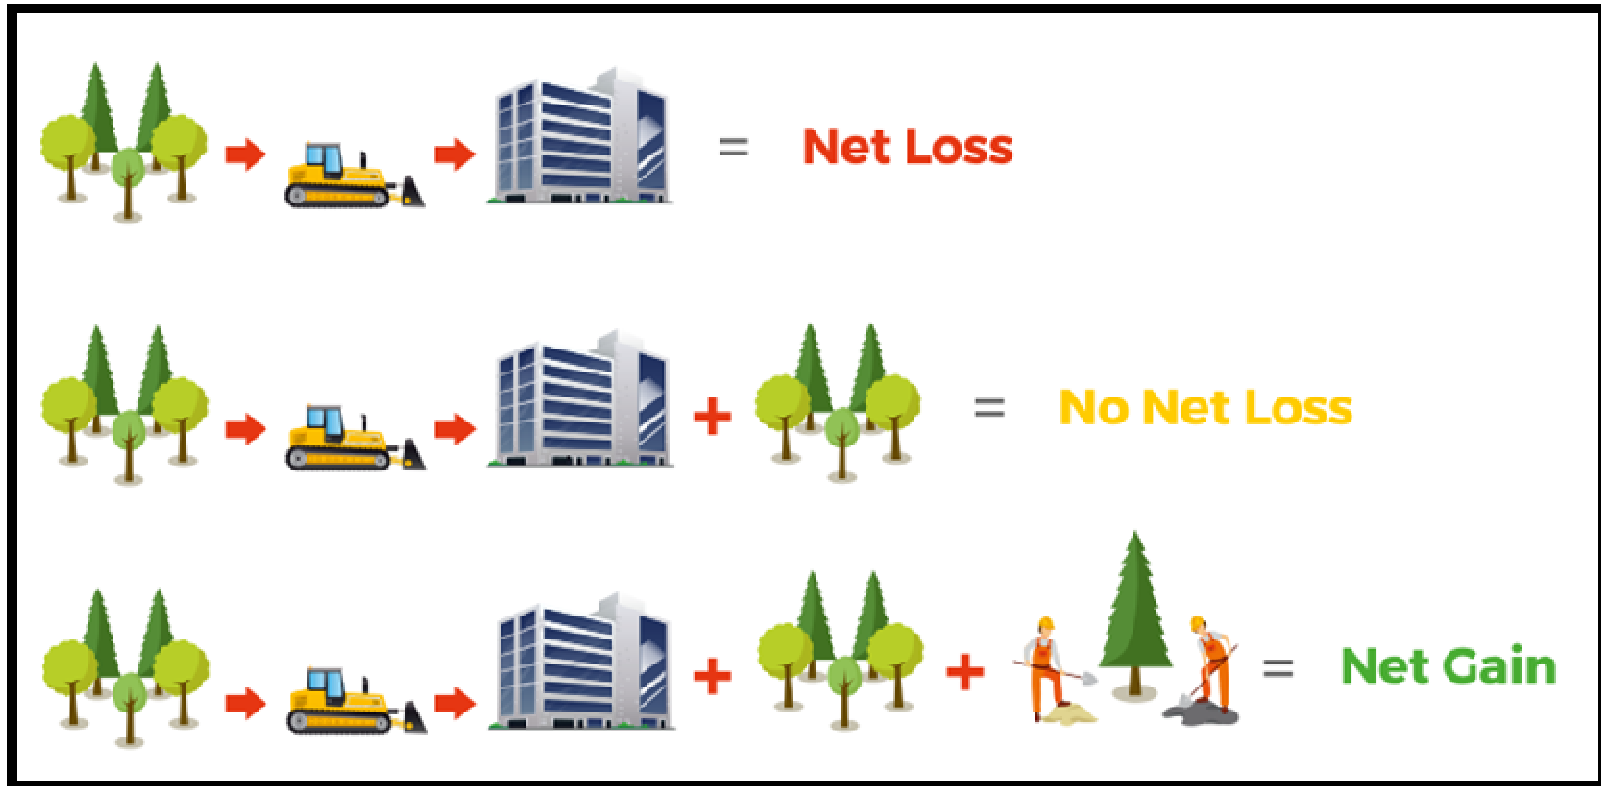 = Net Loss
+ = No Net Loss
+ + = Net Gain